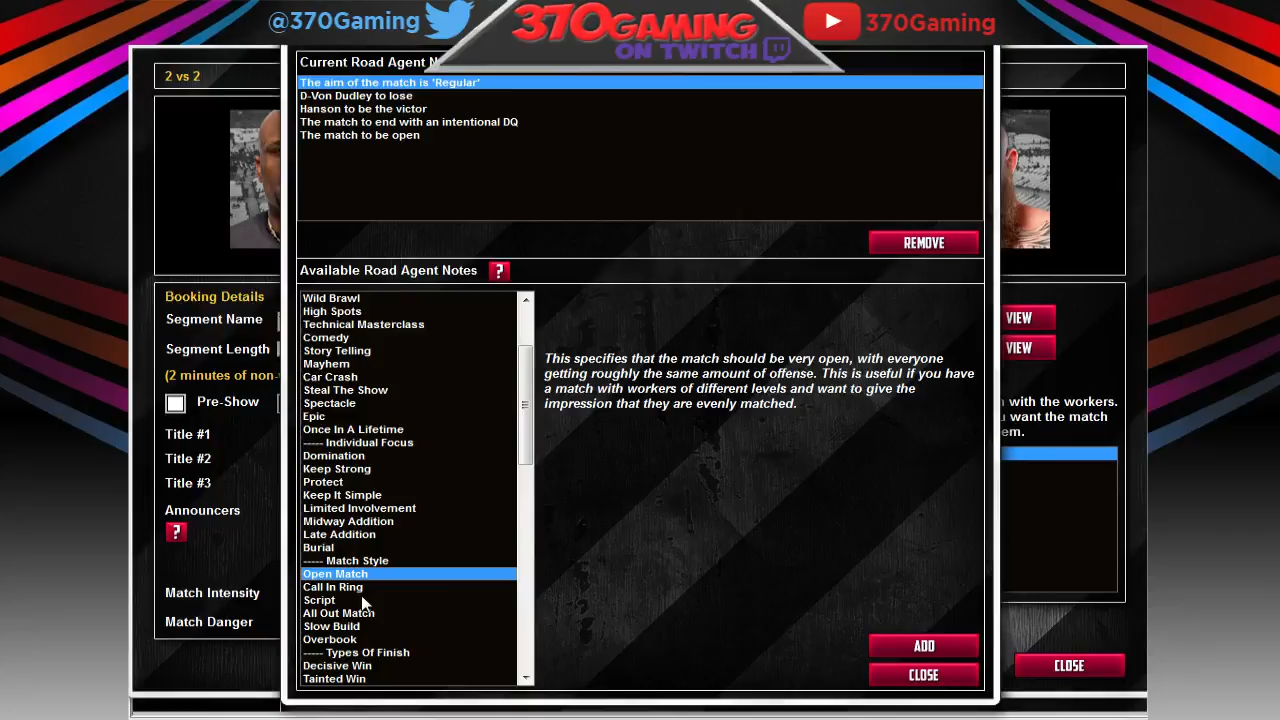 @370Gaming
370GAMING
ON TWITCH
370Gaming
2 vs 2
Current Road Agent N
The aim of the match is 'Regular'
D-Von Dudley to lose
Hanson to be the victor
The match to end with an intentional DQ
The match to be open
REMOVE
Available Road Agent Notes ?
Wild Brawl
High Spots
Technical Masterclass
Comedy
Story Telling
Mayhem
Car Crash
Steal The Show
Spectacle
Epic
Once In A Lifetime
----- Individual Focus
Domination
Keep Strong
Protect
Keep It Simple
Limited Involvement
Midway Addition
Late Addition
Burial
----- Match Style
Open Match
Call In Ring
Script
All Out Match
Slow Build
Overbook
----- Types Of Finish
Decisive Win
Tainted Win
This specifies that the match should be very open, with everyone
getting roughly the same amount of offense. This is useful if you have
a match with workers of different levels and want to give the
impression that they are evenly matched.
ADD
CLOSE
Booking Details
Segment Name
Segment Length
(2 minutes of non-
Pre-Show
Title #1
Title #2
Title #3
Announcers
?
Match Intensity
Match Danger
VIEW
VIEW
with the workers.
want the match
em.
CLOSE